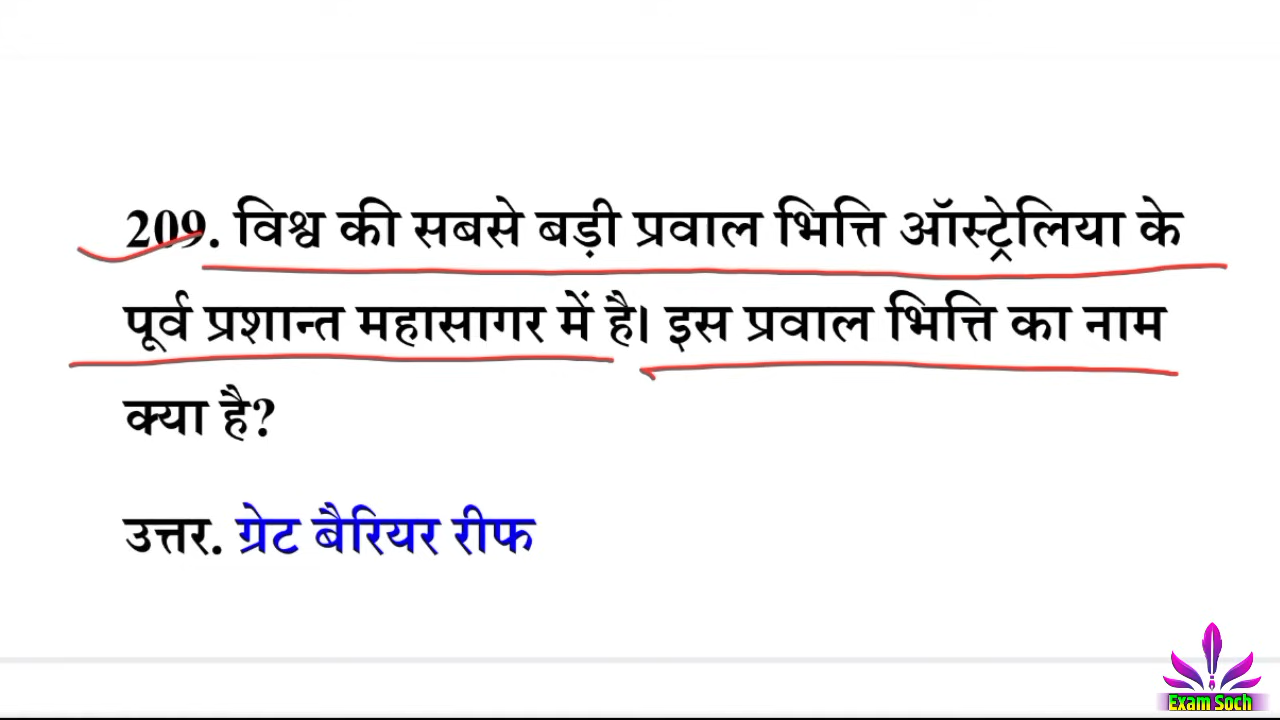 209. विश्व की सबसे बड़ी प्रवाल भित्ति ऑस्ट्रेलिया के
पूर्व प्रशान्त महासागर में है। इस प्रवाल भित्ति का नाम
क्या है?
उत्तर. ग्रेट बैरियर रीफ
Exam Soch